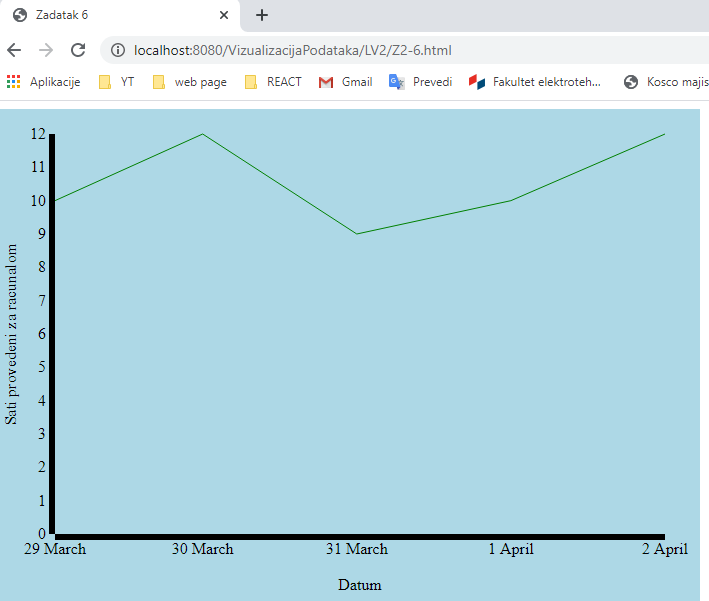 Zadatak 6
localhost:8080/VizualizacijaPodataka/LV2/Z2-6.html
Aplikacije YT web page REACT Gmail Prevedi Fakultet elektroteh... Kosco majis
12
11
10
9
8
7
6
5
4
3
2
1
0
Sati provedeni za racunalom
29 March 30 March 31 March 1 April 2 April
Datum